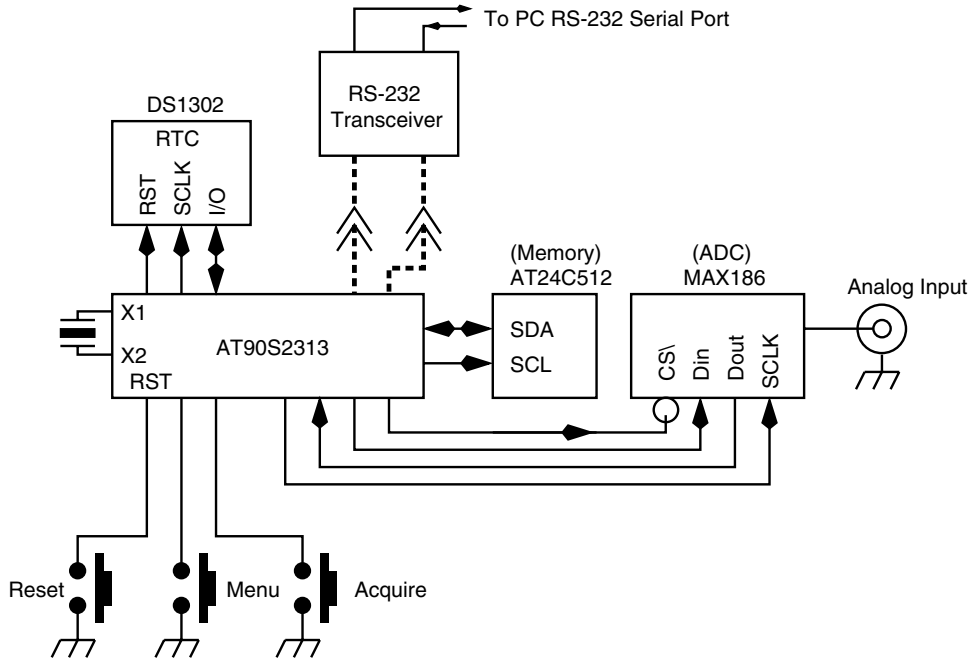 To PC RS-232 Serial Port
RS-232
Transceiver
DS1302
RTC
RST
SCLK
I/O
(Memory)
AT24C512
(ADC)
MAX186
Analog Input
X1
X2
RST
AT90S2313
SDA
SCL
CS\
Din
Dout
SCLK
Reset
Menu
Acquire